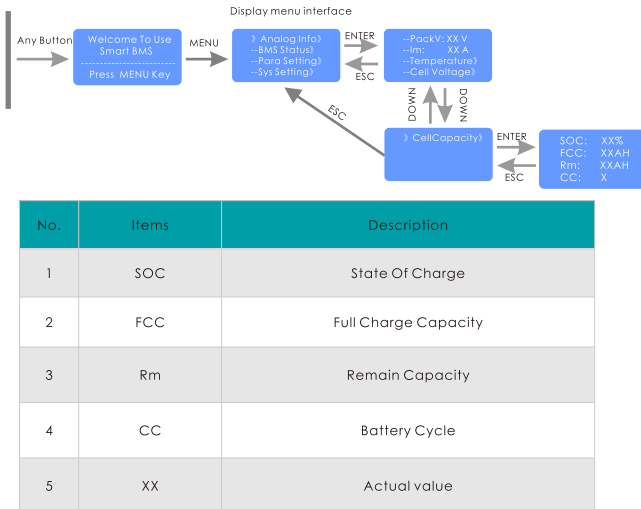 Display menu interface
Any Button
Welcome To Use
Smart BMS
Press MENU Key
MENU
》Analog Info》
--BMS Status》
--Para Setting》
--Sys Setting》
ENTER
ESC
--PackV: XX V
--Im: XX A
--Temperature》
--Cell Voltage》
DOWN
DOWN
ESC
》CellCapacity》
ENTER
ESC
SOC: XX%
FCC: XXAH
Rm: XXAH
CC: X
No. Items Description
1 SOC State Of Charge
2 FCC Full Charge Capacity
3 Rm Remain Capacity
4 CC Battery Cycle
5 XX Actual value